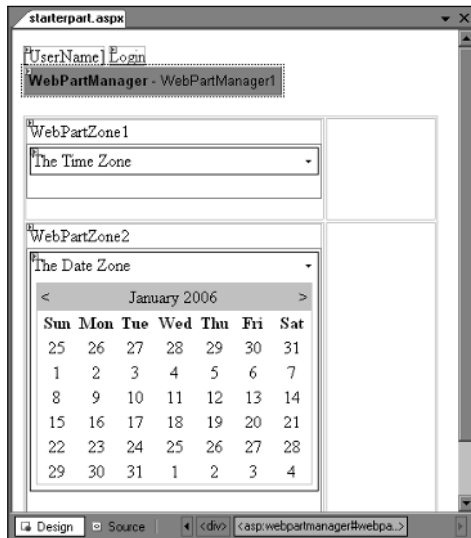 starterpart.aspx
[UserName] Login
WebPartManager - WebPartManager1
WebPartZone1
The Time Zone
WebPartZone2
The Date Zone
< January 2006 >
Sun Mon Tue Wed Thu Fri Sat
25 26 27 28 29 30 31
1 2 3 4 5 6 7
8 9 10 11 12 13 14
15 16 17 18 19 20 21
22 23 24 25 26 27 28
29 30 31 1 2 3 4
Design Source <div> <asp:webpartmanager#webpa..>